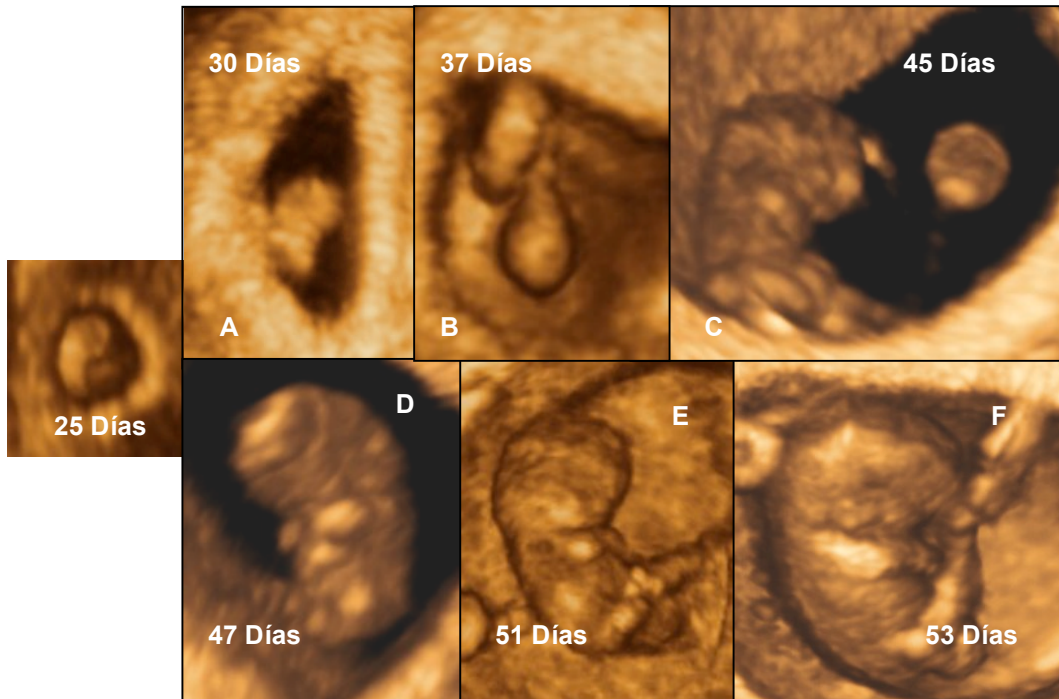 30 Días
37 Días
45 Días
A
B
C
25 Días
D
E
F
47 Días
51 Días
53 Días